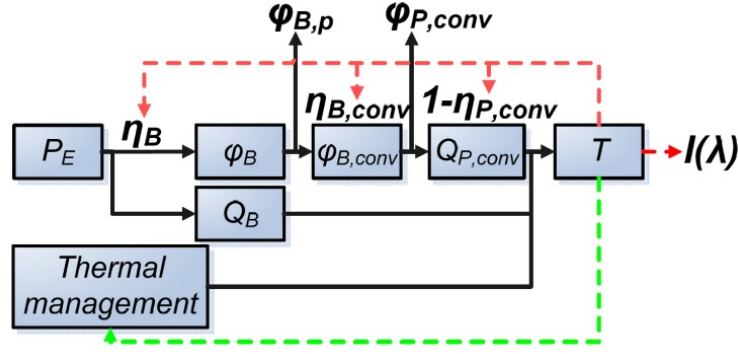 φB,p φP,conv
ηB ηB,conv 1-ηP,conv
PE φB φB,conv QP,conv T I(λ)
QB
Thermal
management